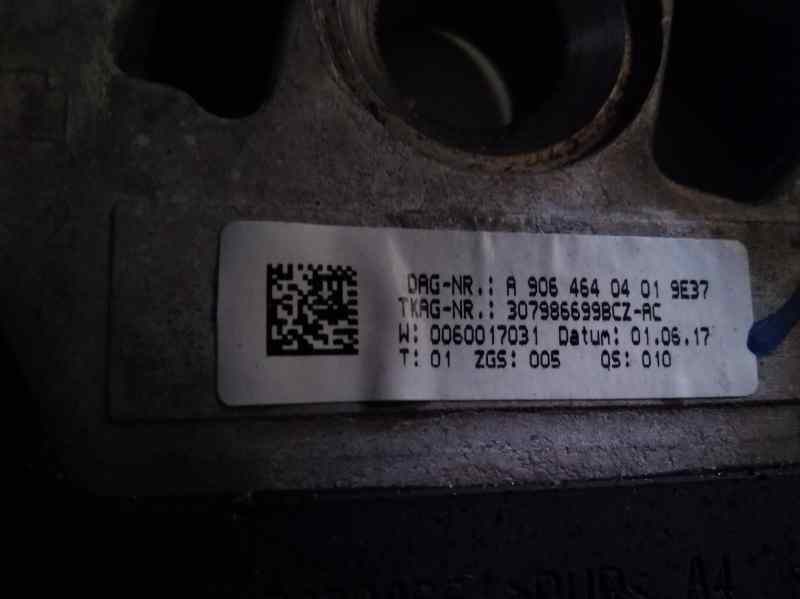 DAG-NR.: A 906 464 04 01 9E37
TKAG-NR.: 307986699BCZ-AC
W: 0060017031 Datum: 01.06.17
T: 01 ZGS: 005 QS: 010
A4